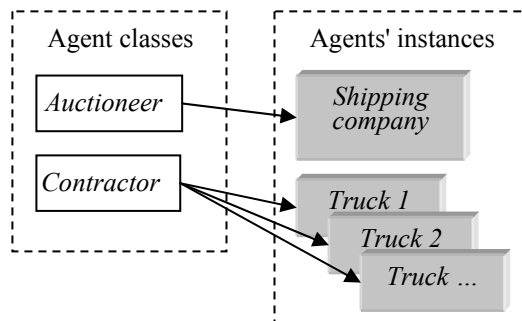 Agent classes
Auctioneer
Contractor
Agents' instances
Shipping
company
Truck 1
Truck 2
Truck ...